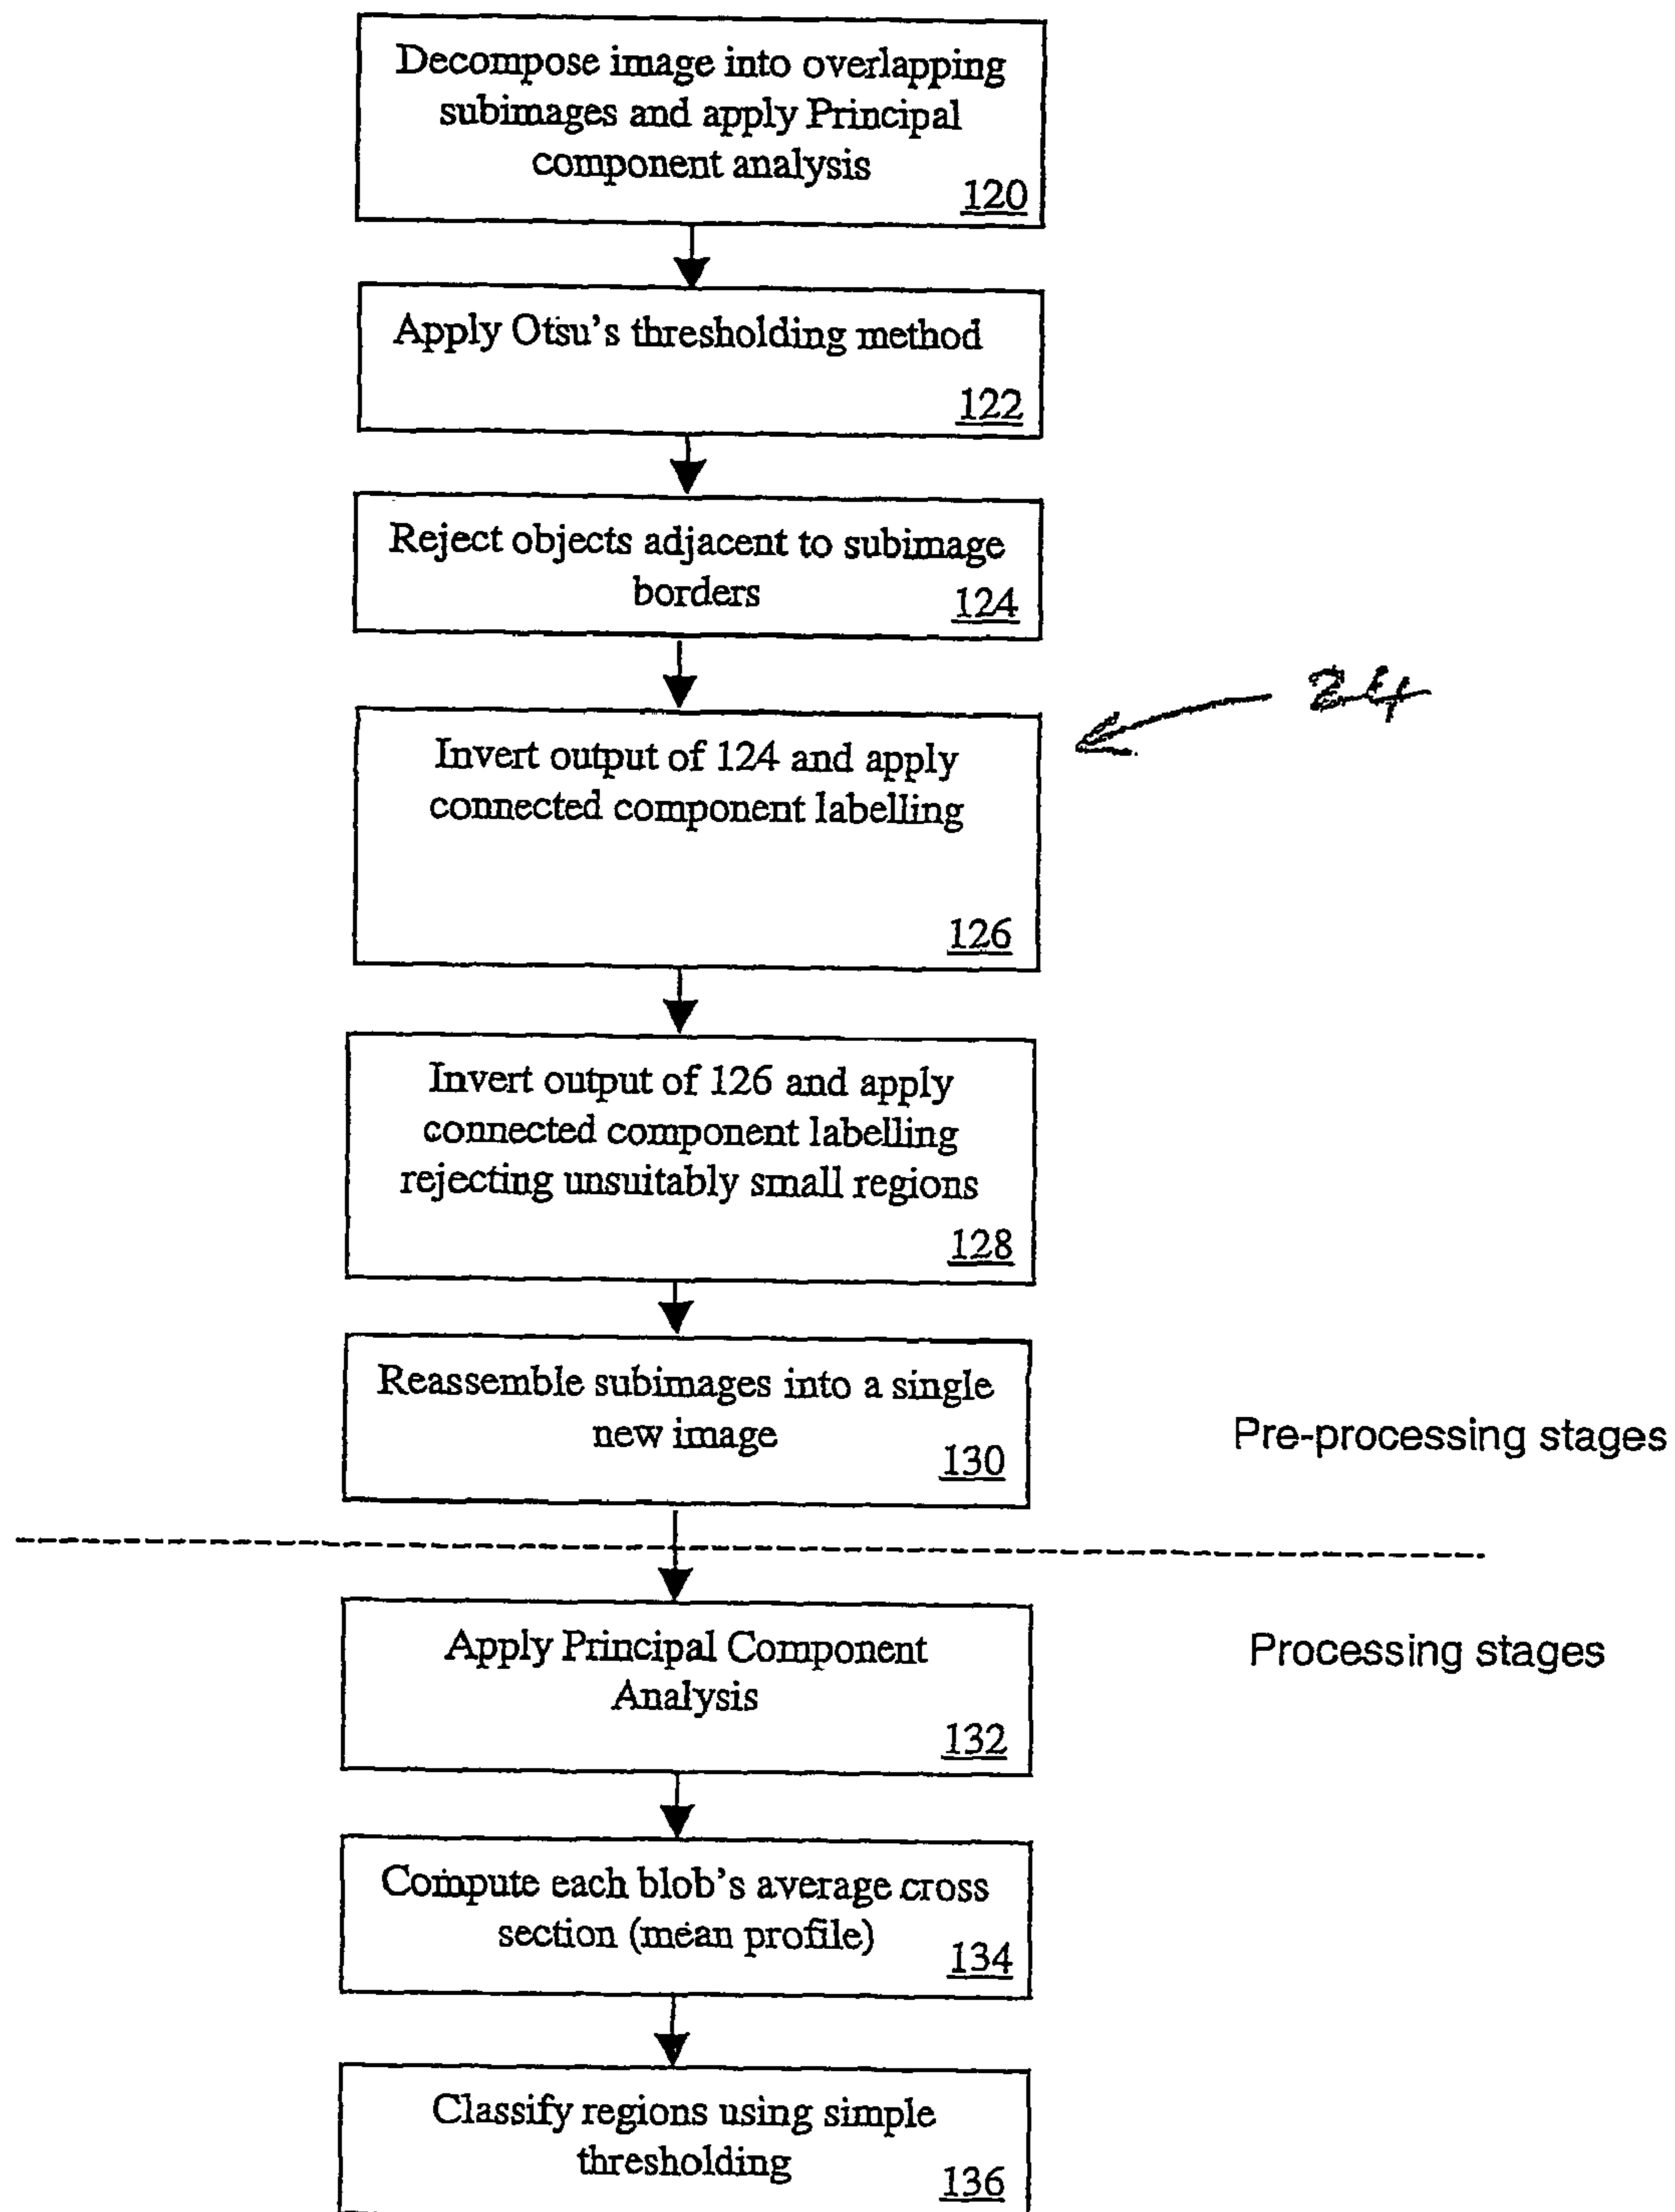 Decompose image into overlapping
subimages and apply Principal
component analysis
120
Apply Otsu's thresholding method
122
Reject objects adjacent to subimage
borders
124
24
Invert output of 124 and apply
connected component labelling
126
Invert output of 126 and apply
connected component labelling
rejecting unsuitably small regions
128
Reassemble subimages into a single
new image
130
Pre-processing stages
Processing stages
Apply Principal Component
Analysis
132
Compute each blob's average cross
section (mean profile)
134
Classify regions using simple
thresholding
136